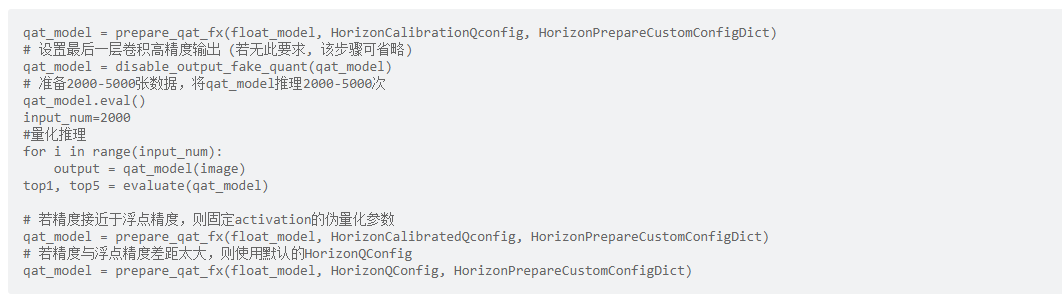 qat_model = prepare_qat_fx(float_model, HorizonCalibrationQconfig, HorizonPrepareCustomConfigDict)
# 设置最后一层卷积高精度输出 (若无此要求, 该步骤可省略)
qat_model = disable_output_fake_quant(qat_model)
# 准备2000-5000张数据，将qat_model推理2000-5000次
qat_model.eval()
input_num=2000
#量化推理
for i in range(input_num):
    output = qat_model(image)
top1, top5 = evaluate(qat_model)

# 若精度接近于浮点精度，则固定activation的伪量化参数
qat_model = prepare_qat_fx(float_model, HorizonCalibratedQconfig, HorizonPrepareCustomConfigDict)
# 若精度与浮点精度差距太大，则使用默认的HorizonQConfig
qat_model = prepare_qat_fx(float_model, HorizonQConfig, HorizonPrepareCustomConfigDict)